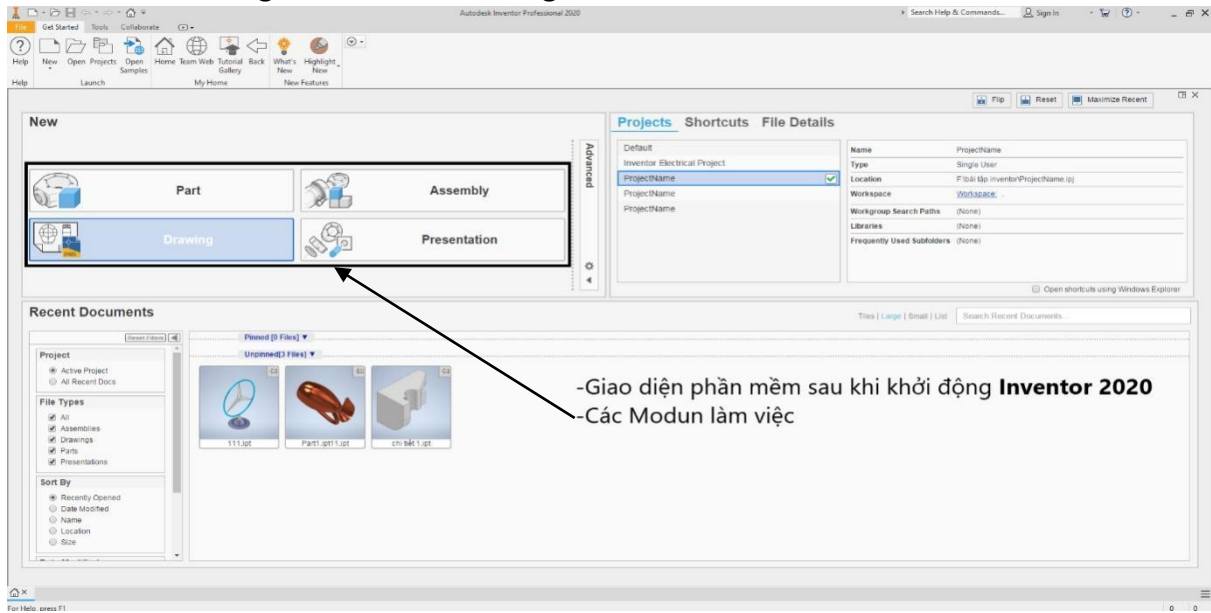 Autodesk Inventor Professional 2020
Search Help & Commands...
Sign In
File
Get Started
Tools
Collaborate
Help
New
Open
Projects
Open Samples
Home
Team Web
Tutorial Gallery
Back
What's New
Highlight New
Help
Launch
My Home
New Features
Flip
Reset
Maximize Recent
New
Part
Assembly
Drawing
Presentation
Advanced
Projects
Shortcuts
File Details
Default
Inventor Electrical Project
ProjectName
ProjectName
ProjectName
Name ProjectName
Type Single User
Location F:\bài tập inventor\ProjectName.ipj
Workspace Workspace; .
Workgroup Search Paths (None)
Libraries (None)
Frequently Used Subfolders (None)
Open shortcuts using Windows Explorer
Recent Documents
Tiles | Large | Small | List
Search Recent Documents...
Reset Filters
Pinned [0 Files]
Unpinned[3 Files]
Project
Active Project
All Recent Docs
File Types
All
Assemblies
Drawings
Parts
Presentations
Sort By
Recently Opened
Date Modified
Name
Location
Size
111.ipt
Part1.ipt11.ipt
chi tiết 1.ipt
-Giao diện phần mềm sau khi khởi động Inventor 2020
-Các Modun làm việc
For Help, press F1
0 0